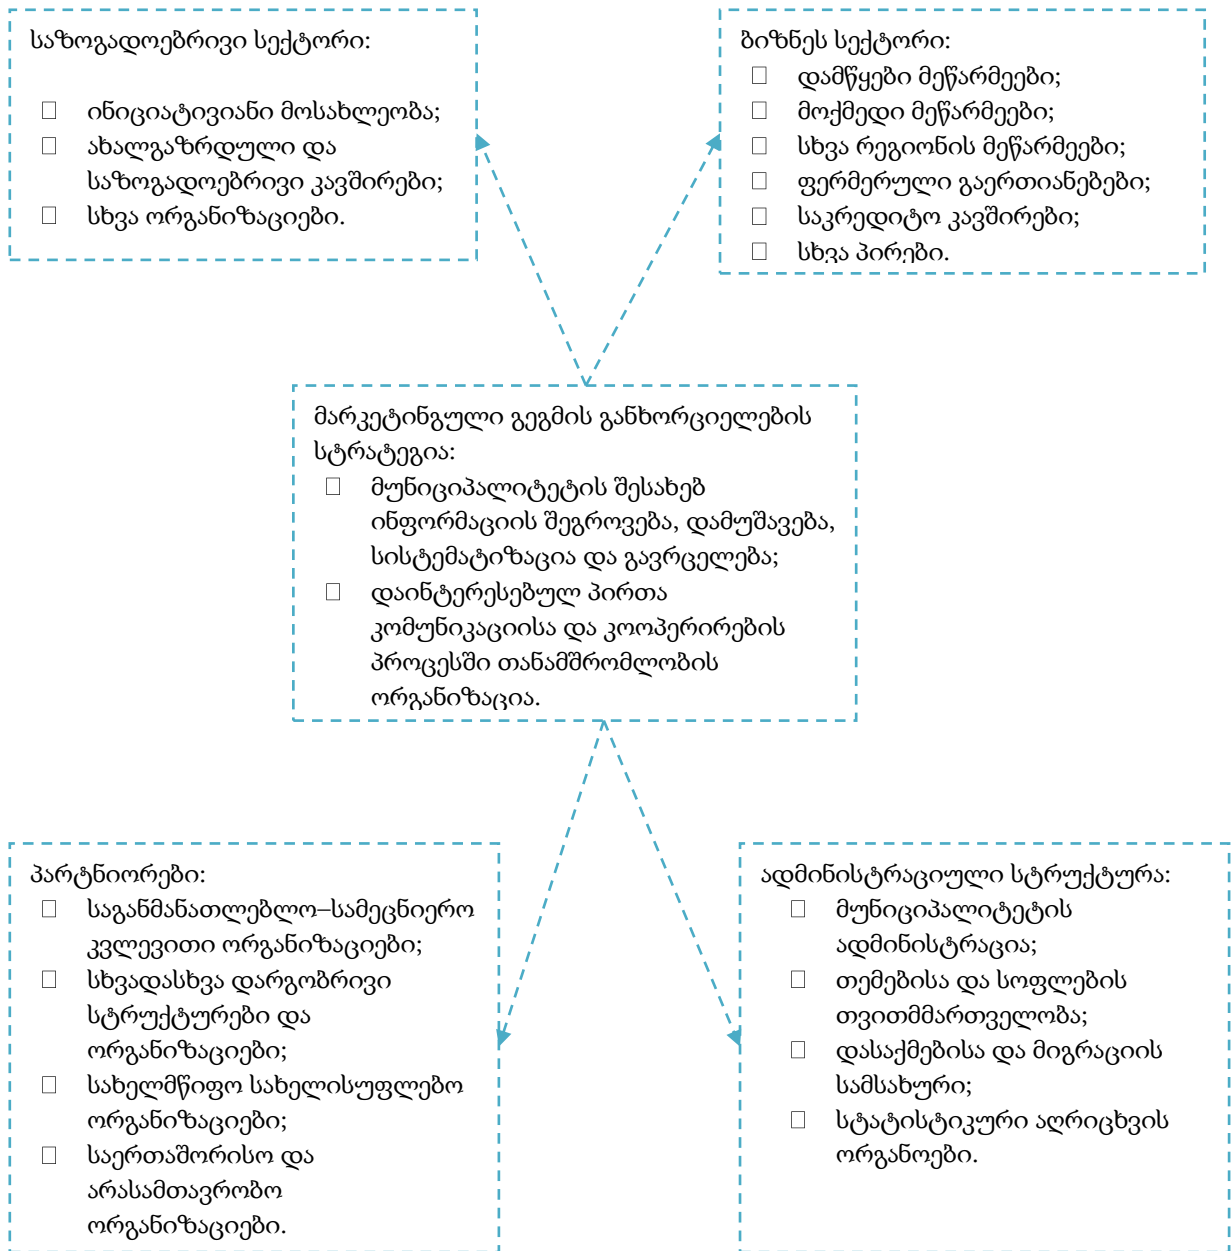 საზოგადოებრივი სექტორი:
ინიციატივიანი მოსახლეობა;
ახალგაზრდული და
საზოგადოებრივი კავშირები;
სხვა ორგანიზაციები.
ბიზნეს სექტორი:
დამწყები მეწარმეები;
მოქმედი მეწარმეები;
სხვა რეგიონის მეწარმეები;
ფერმერული გაერთიანებები;
საკრედიტო კავშირები;
სხვა პირები.
მარკეტინგული გეგმის განხორციელების
სტრატეგია:
მუნიციპალიტეტის შესახებ
ინფორმაციის შეგროვება, დამუშავება,
სისტემატიზაცია და გავრცელება;
დაინტერესებულ პირთა
კომუნიკაციისა და კოოპერირების
პროცესში თანამშრომლობის
ორგანიზაცია.
პარტნიორები:
საგანმანათლებლო–სამეცნიერო
კვლევითი ორგანიზაციები;
სხვადასხვა დარგობრივი
სტრუქტურები და
ორგანიზაციები;
სახელმწიფო სახელისუფლებო
ორგანიზაციები;
საერთაშორისო და
არასამთავრობო
ორგანიზაციები.
ადმინისტრაციული სტრუქტურა:
მუნიციპალიტეტის
ადმინისტრაცია;
თემებისა და სოფლების
თვითმმართველობა;
დასაქმებისა და მიგრაციის
სამსახური;
სტატისტიკური აღრიცხვის
ორგანოები.